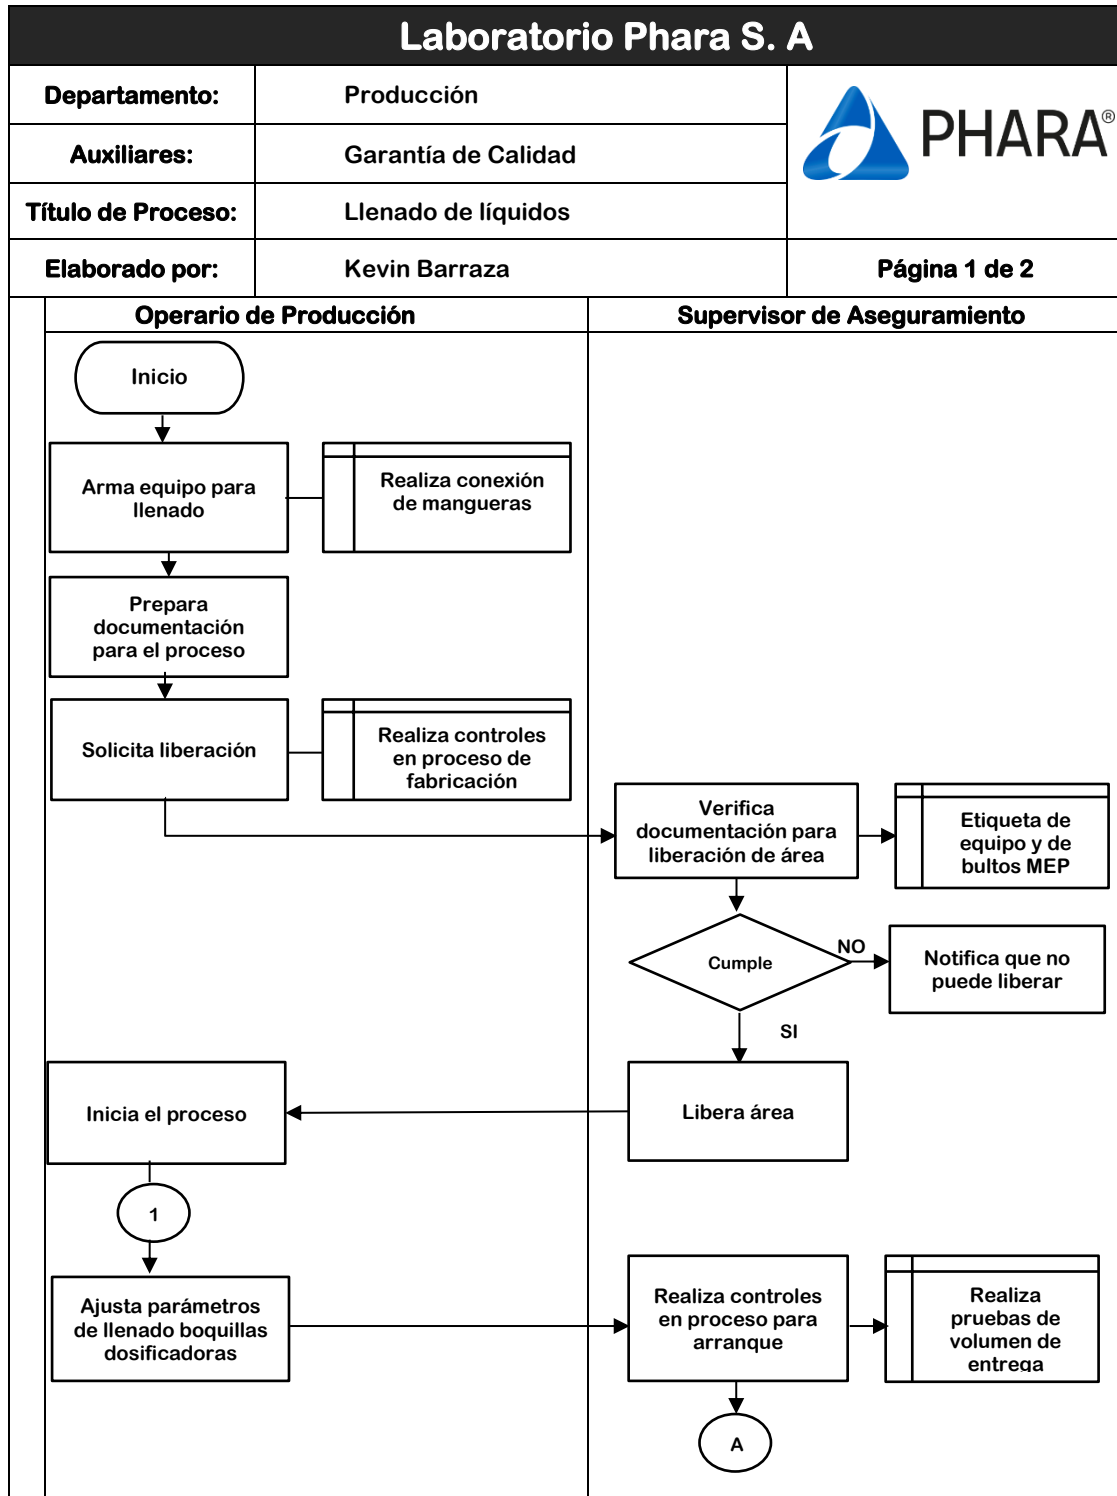 Laboratorio Phara S. A
Departamento:
Producción
PHARA®
Auxiliares:
Garantía de Calidad
Título de Proceso:
Llenado de líquidos
Elaborado por:
Kevin Barraza
Página 1 de 2
Operario de Producción
Supervisor de Aseguramiento
Inicio
Arma equipo para
llenado
Realiza conexión
de mangueras
Prepara
documentación
para el proceso
Solicita liberación
Realiza controles
en proceso de
fabricación
Verifica
documentación para
liberación de área
Etiqueta de
equipo y de
bultos MEP
Cumple
NO
Notifica que no
puede liberar
SI
Inicia el proceso
Libera área
1
Ajusta parámetros
de llenado boquillas
dosificadoras
Realiza controles
en proceso para
arranque
Realiza
pruebas de
volumen de
entrega
A